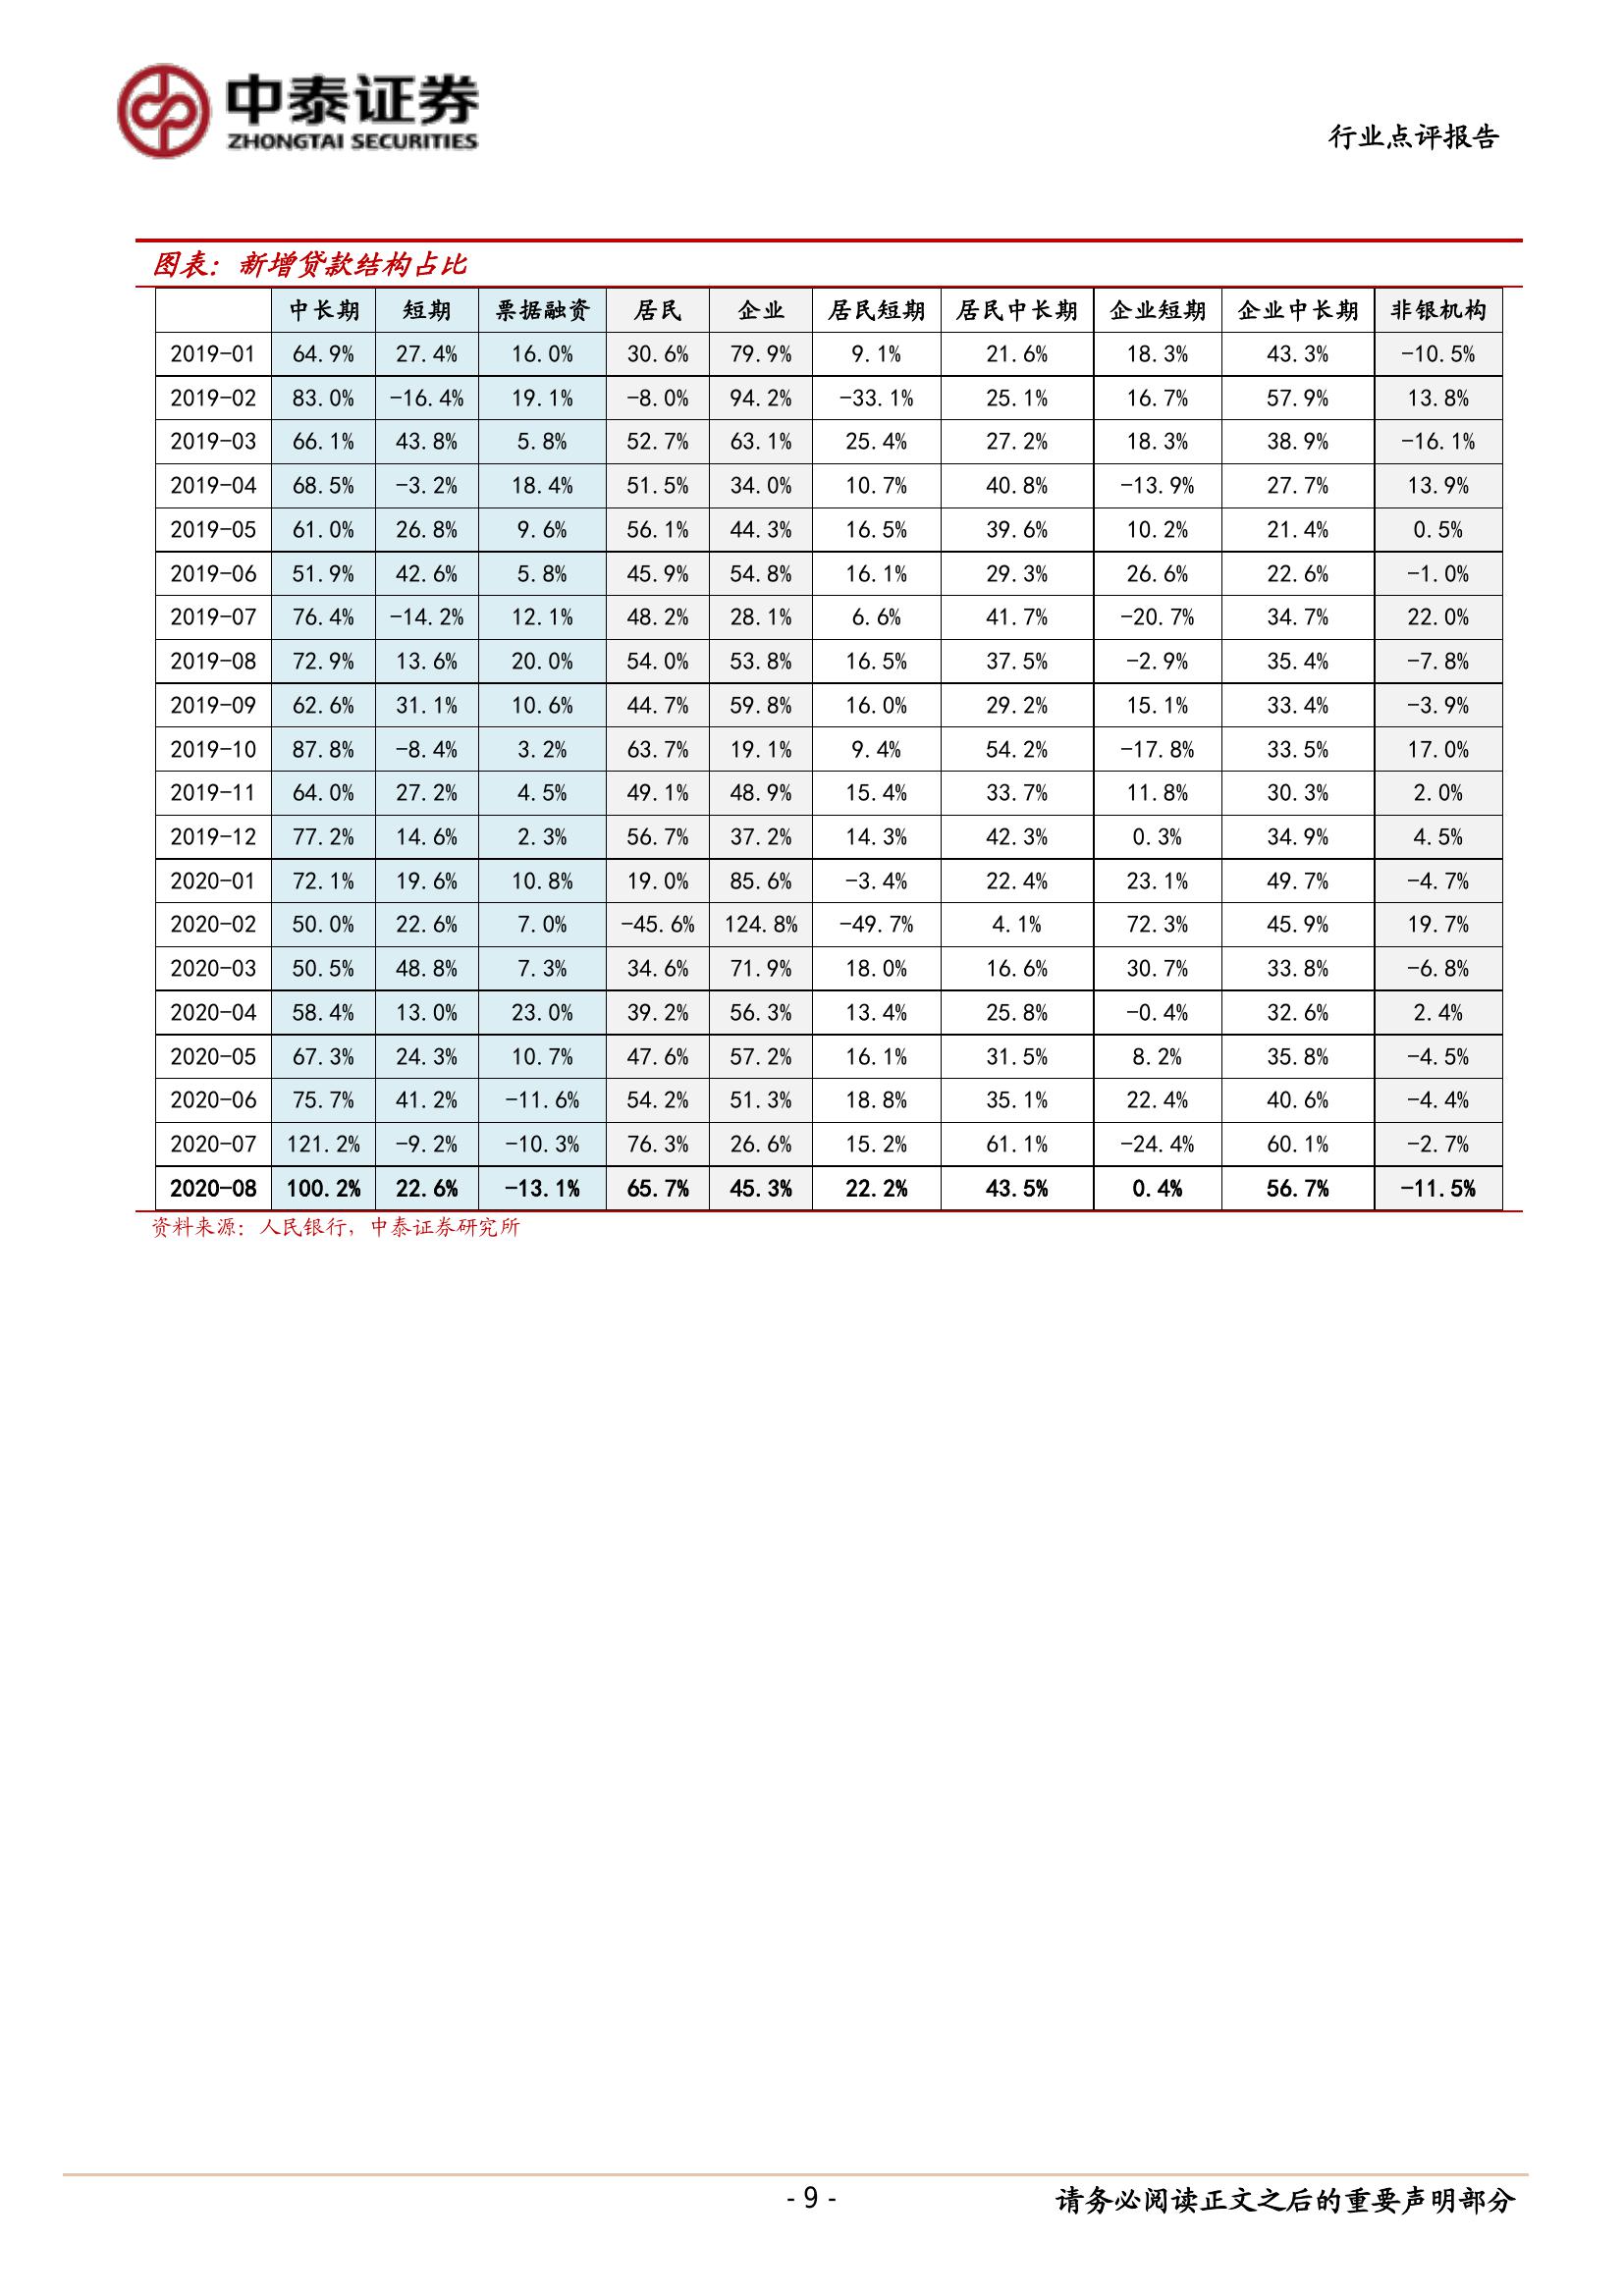 中泰证券
ZHONGTAI SECURITIES
行业点评报告
图表：新增贷款结构占比
中长期 短期 票据融资 居民 企业 居民短期 居民中长期 企业短期 企业中长期 非银机构
2019-01 64.9% 27.4% 16.0% 30.6% 79.9% 9.1% 21.6% 18.3% 43.3% -10.5%
2019-02 83.0% -16.4% 19.1% -8.0% 94.2% -33.1% 25.1% 16.7% 57.9% 13.8%
2019-03 66.1% 43.8% 5.8% 52.7% 63.1% 25.4% 27.2% 18.3% 38.9% -16.1%
2019-04 68.5% -3.2% 18.4% 51.5% 34.0% 10.7% 40.8% -13.9% 27.7% 13.9%
2019-05 61.0% 26.8% 9.6% 56.1% 44.3% 16.5% 39.6% 10.2% 21.4% 0.5%
2019-06 51.9% 42.6% 5.8% 45.9% 54.8% 16.1% 29.3% 26.6% 22.6% -1.0%
2019-07 76.4% -14.2% 12.1% 48.2% 28.1% 6.6% 41.7% -20.7% 34.7% 22.0%
2019-08 72.9% 13.6% 20.0% 54.0% 53.8% 16.5% 37.5% -2.9% 35.4% -7.8%
2019-09 62.6% 31.1% 10.6% 44.7% 59.8% 16.0% 29.2% 15.1% 33.4% -3.9%
2019-10 87.8% -8.4% 3.2% 63.7% 19.1% 9.4% 54.2% -17.8% 33.5% 17.0%
2019-11 64.0% 27.2% 4.5% 49.1% 48.9% 15.4% 33.7% 11.8% 30.3% 2.0%
2019-12 77.2% 14.6% 2.3% 56.7% 37.2% 14.3% 42.3% 0.3% 34.9% 4.5%
2020-01 72.1% 19.6% 10.8% 19.0% 85.6% -3.4% 22.4% 23.1% 49.7% -4.7%
2020-02 50.0% 22.6% 7.0% -45.6% 124.8% -49.7% 4.1% 72.3% 45.9% 19.7%
2020-03 50.5% 48.8% 7.3% 34.6% 71.9% 18.0% 16.6% 30.7% 33.8% -6.8%
2020-04 58.4% 13.0% 23.0% 39.2% 56.3% 13.4% 25.8% -0.4% 32.6% 2.4%
2020-05 67.3% 24.3% 10.7% 47.6% 57.2% 16.1% 31.5% 8.2% 35.8% -4.5%
2020-06 75.7% 41.2% -11.6% 54.2% 51.3% 18.8% 35.1% 22.4% 40.6% -4.4%
2020-07 121.2% -9.2% -10.3% 76.3% 26.6% 15.2% 61.1% -24.4% 60.1% -2.7%
2020-08 100.2% 22.6% -13.1% 65.7% 45.3% 22.2% 43.5% 0.4% 56.7% -11.5%
资料来源：人民银行，中泰证券研究所
- 9 -
请务必阅读正文之后的重要声明部分